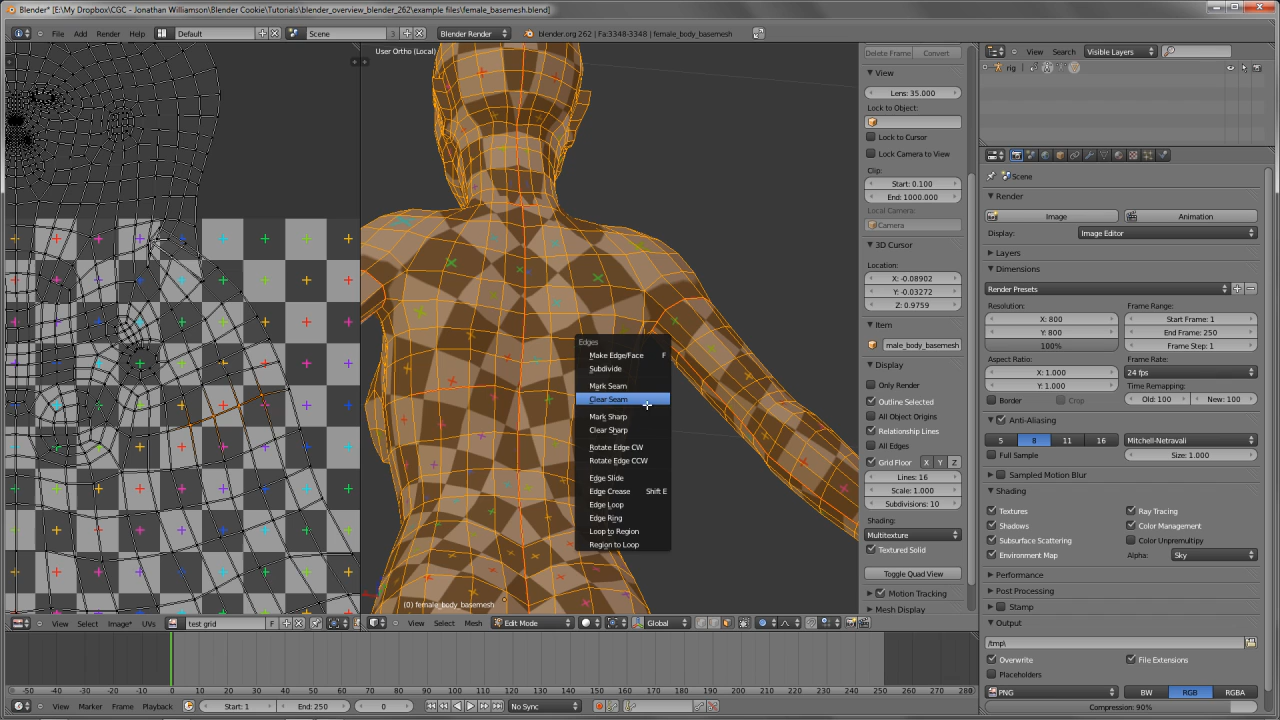 Blender* [E:\My Dropbox\CGC - Jonathan Williamson\Blender Cookie\Tutorials\blender_overview_blender_262\example files\female_basemesh.blend]
File Add Render Help Default Scene 3 F Blender Render blender.org 262 | Fa:3348-3348 | female_body_basemesh
View Search Visible Layers
rig
User Ortho (Local)
Edges
Make Edge/Face F
Subdivide
Mark Seam
Clear Seam
Mark Sharp
Clear Sharp
Rotate Edge CW
Rotate Edge CCW
Edge Slide
Edge Crease Shift E
Edge Loop
Edge Ring
Loop to Region
Region to Loop
(0) female_body_basemesh
Delete Frame Convert
View
Lens: 35.000
Lock to Object:
Lock to Cursor
Lock Camera to View
Clip:
Start: 0.100
End: 1000.000
Local Camera:
Camera
3D Cursor
Location:
X: -0.08902
Y: -0.03272
Z: 0.9759
Item
male_body_basemesh
Display
Only Render
Outline Selected
All Object Origins
Relationship Lines
All Edges
Grid Floor X Y Z
Lines: 16
Scale: 1.000
Subdivisions: 10
Shading:
Multitexture
Textured Solid
Toggle Quad View
Motion Tracking
Mesh Display
Scene
Render
Image Animation
Display: Image Editor
Layers
Dimensions
Render Presets
Resolution: Frame Range:
X: 800 Start Frame: 1
Y: 800 End Frame: 250
100% Frame Step: 1
Aspect Ratio: Frame Rate:
X: 1.000 24 fps
Y: 1.000 Time Remapping:
Border Crop Old: 100 New: 100
Anti-Aliasing
5 8 11 16 Mitchell-Netravali
Full Sample Size: 1.000
Sampled Motion Blur
Shading
Textures Ray Tracing
Shadows Color Management
Subsurface Scattering Color Unpremultipy
Environment Map Alpha: Sky
Performance
Post Processing
Stamp
Output
/tmp\
Overwrite File Extensions
Placeholders
PNG BW RGB RGBA
Compression: 90%
View Select Image* UVs test grid F
View Select Mesh Edit Mode Global
-50 -40 -30 -20 -10 0 10 20 30 40 50 60 70 80 90 100 110 120 130 140 150 160 170 180 190 200 210 220 230 240 250 260 270 280
View Marker Frame Playback Start: 1 End: 250 0 No Sync